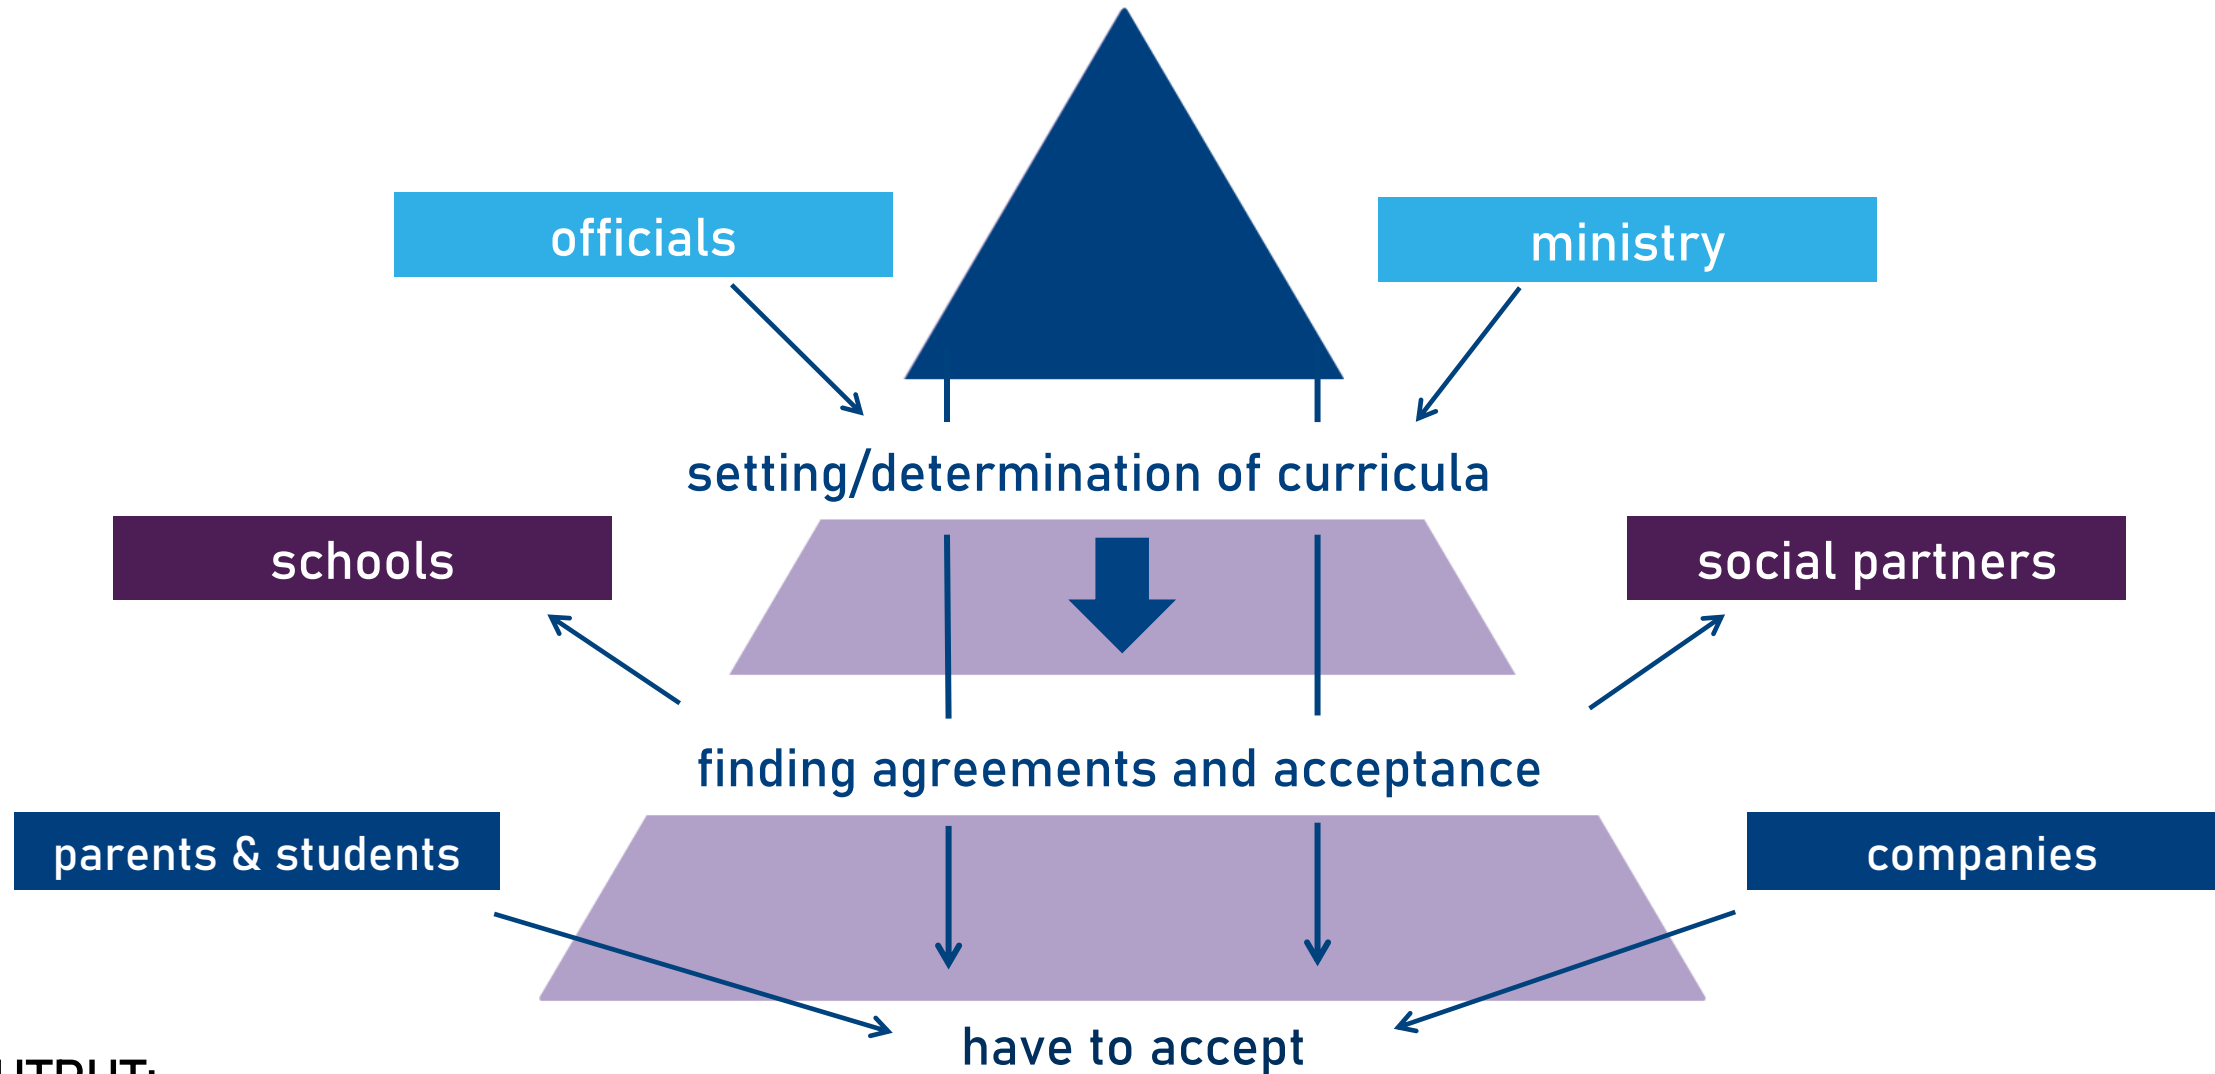 officials
ministry
setting/determination of curricula
schools
social partners
finding agreements and acceptance
parents & students
companies
have to accept